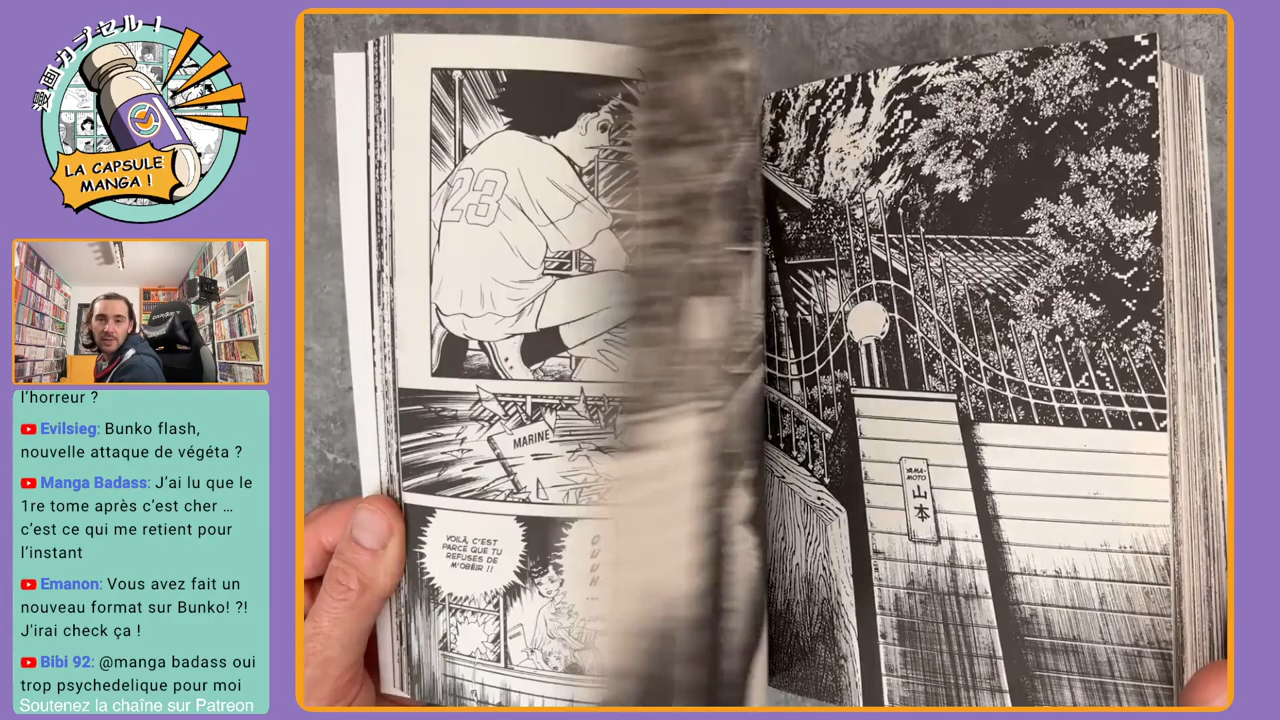 漫画カプセル！
LA CAPSULE
MANGA !
l'horreur ?
Evilsieg: Bunko flash,
nouvelle attaque de végéta ?
Manga Badass: J'ai lu que le
1re tome après c'est cher …
c'est ce qui me retient pour
l'instant
Emanon: Vous avez fait un
nouveau format sur Bunko! ?!
J'irai check ça !
Bibi 92: @manga badass oui
trop psychedelique pour moi
Soutenez la chaîne sur Patreon
23
MARINE
VOILÀ, C'EST
PARCE QUE TU
REFUSES DE
M'OBÉIR !!
YAMA-
MOTO
山本